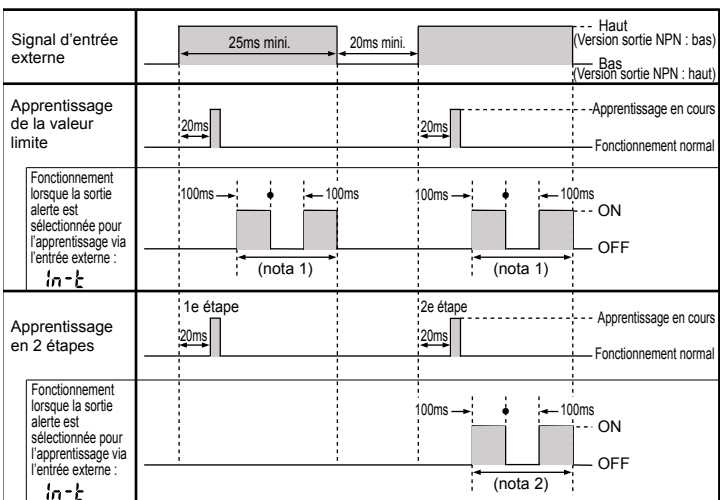 Signal d'entrée
externe
25ms mini.
20ms mini.
Haut
(Version sortie NPN : bas)
Bas
(Version sortie NPN : haut)
Apprentissage
de la valeur
limite
20ms
20ms
Apprentissage en cours
Fonctionnement normal
Fonctionnement
lorsque la sortie
alerte est
sélectionnée pour
l'apprentissage via
l'entrée externe :
in-t
100ms
100ms
100ms
100ms
ON
OFF
(nota 1)
(nota 1)
Apprentissage
en 2 étapes
1e étape
2e étape
20ms
20ms
Apprentissage en cours
Fonctionnement normal
Fonctionnement
lorsque la sortie
alerte est
sélectionnée pour
l'apprentissage via
l'entrée externe :
in-t
100ms
100ms
ON
OFF
(nota 2)